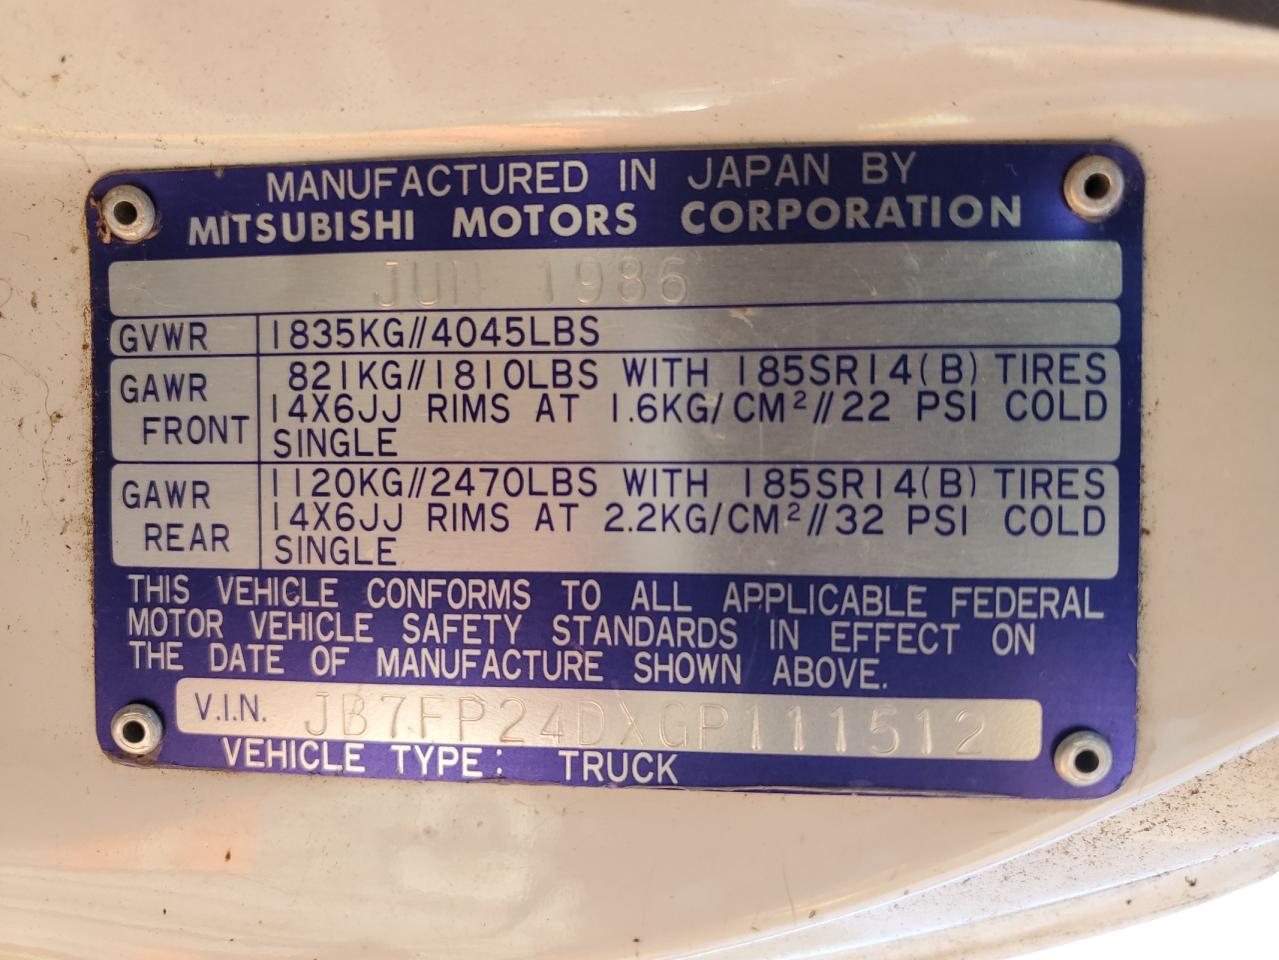 MANUFACTURED IN JAPAN BY
MITSUBISHI MOTORS CORPORATION
JUN 1986
GVWR 1835KG//4045LBS
GAWR FRONT 821KG//1810LBS WITH 185SR14(B) TIRES
14X6JJ RIMS AT 1.6KG/CM²//22 PSI COLD
SINGLE
GAWR REAR 1120KG//2470LBS WITH 185SR14(B) TIRES
14X6JJ RIMS AT 2.2KG/CM²//32 PSI COLD
SINGLE
THIS VEHICLE CONFORMS TO ALL APPLICABLE FEDERAL
MOTOR VEHICLE SAFETY STANDARDS IN EFFECT ON
THE DATE OF MANUFACTURE SHOWN ABOVE.
V.I.N. JB7FP24DXGP111512
VEHICLE TYPE: TRUCK